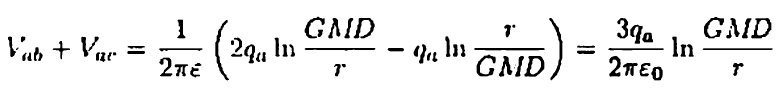 V_{ab} + V_{ac} = \frac{1}{2\pi\epsilon} \left( 2q_a \ln \frac{GMD}{r} - q_a \ln \frac{r}{GMD} \right) = \frac{3q_a}{2\pi\varepsilon_0} \ln \frac{GMD}{r}